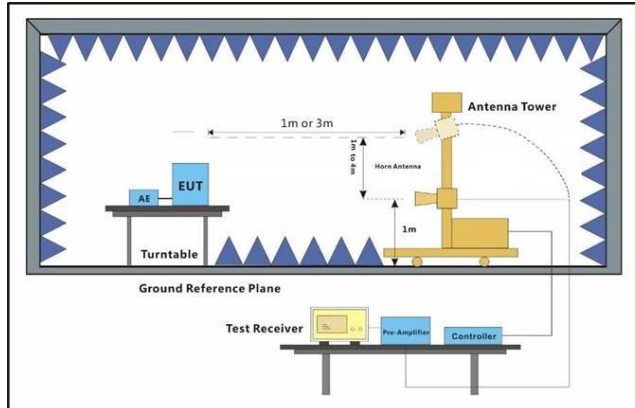 Antenna Tower
1m or 3m
1m to 4m
Horn Antenna
EUT
AE
1m
Turntable
Ground Reference Plane
Test Receiver
Pre-Amplifier
Controller